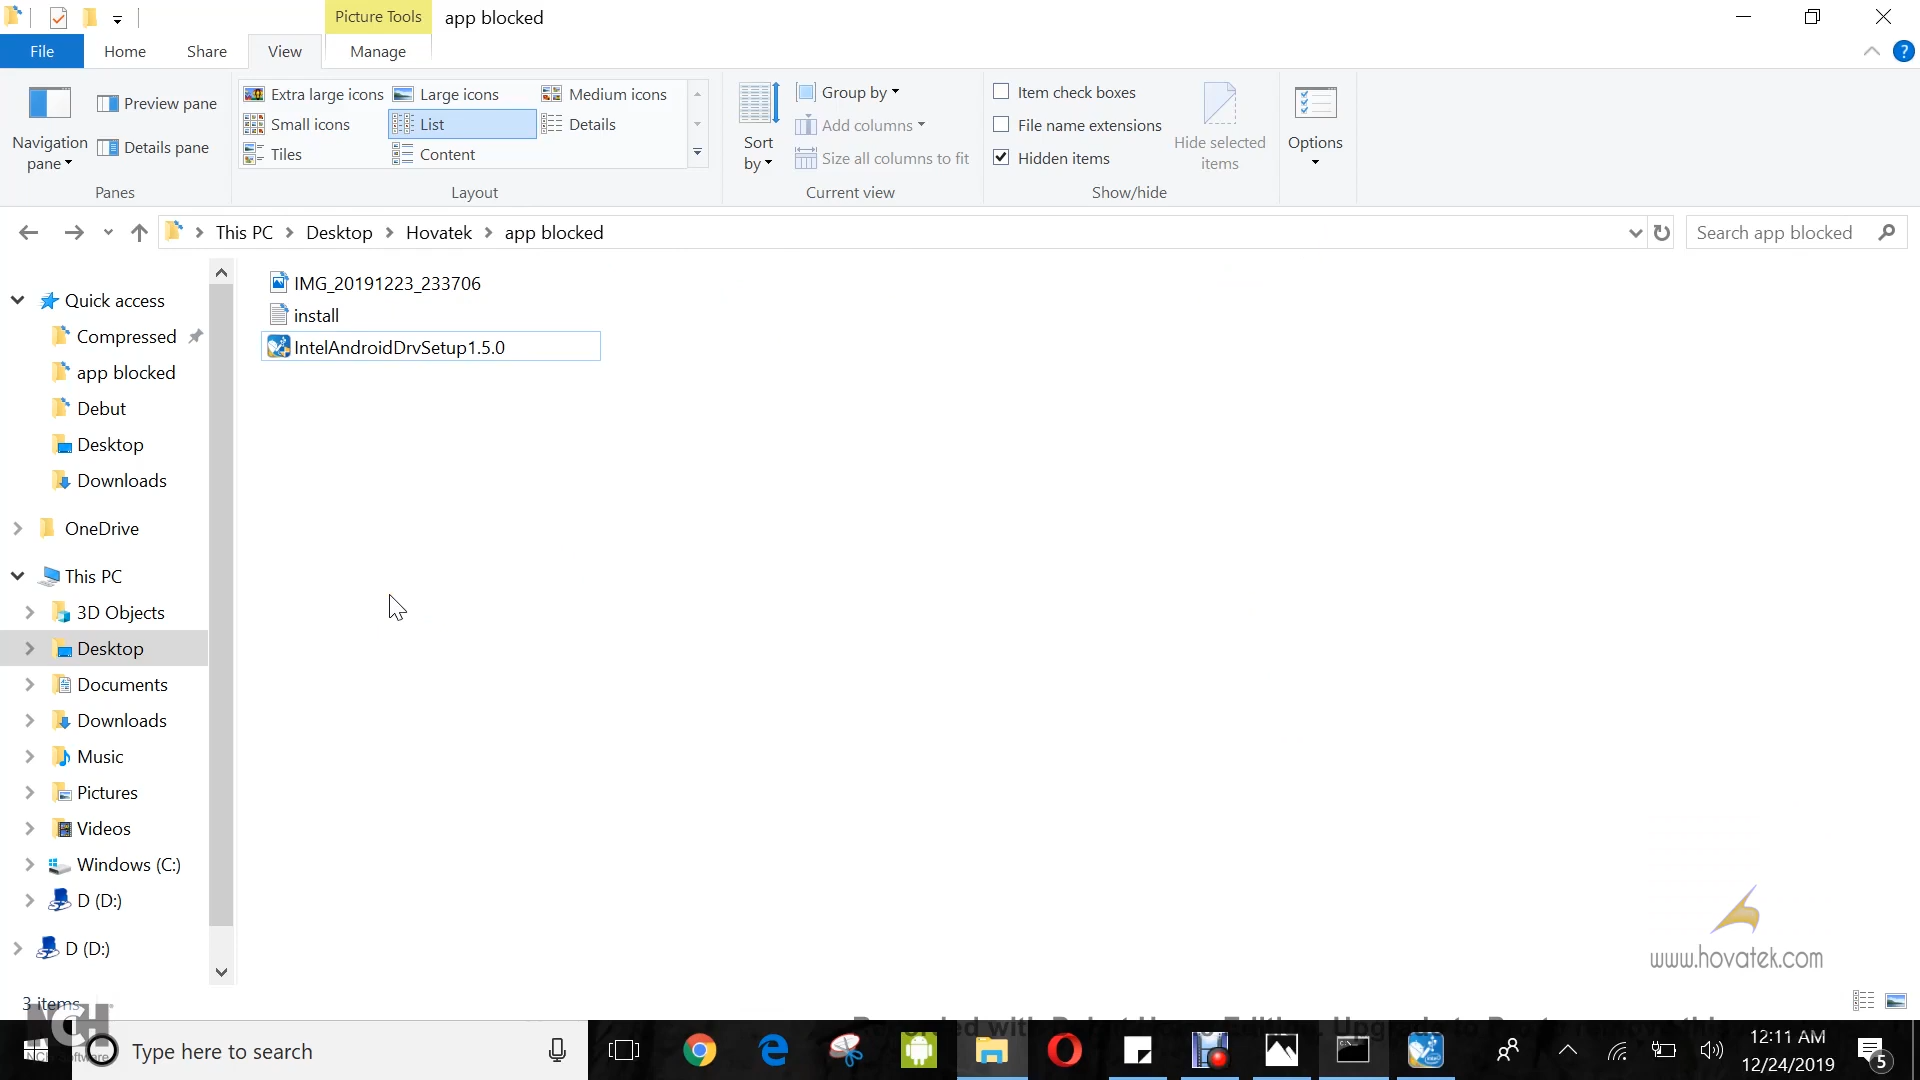 Picture Tools app blocked
File Home Share View Manage
Extra large icons Large icons Medium icons
Small icons List Details
Tiles Content
Navigation pane
Preview pane
Details pane
Sort by
Group by
Add columns
Size all columns to fit
Item check boxes
File name extensions
Hidden items
Hide selected items
Options
Panes Layout Current view Show/hide
This PC Desktop Hovatek app blocked
Search app blocked
Quick access
Compressed
app blocked
Debut
Desktop
Downloads
OneDrive
This PC
3D Objects
Desktop
Documents
Downloads
Music
Pictures
Videos
Windows (C:)
D (D:)
D (D:)
IMG_20191223_233706
install
IntelAndroidDrvSetup1.5.0
www.hovatek.com
3 items
NCH
Type here to search
12:11 AM
12/24/2019
5